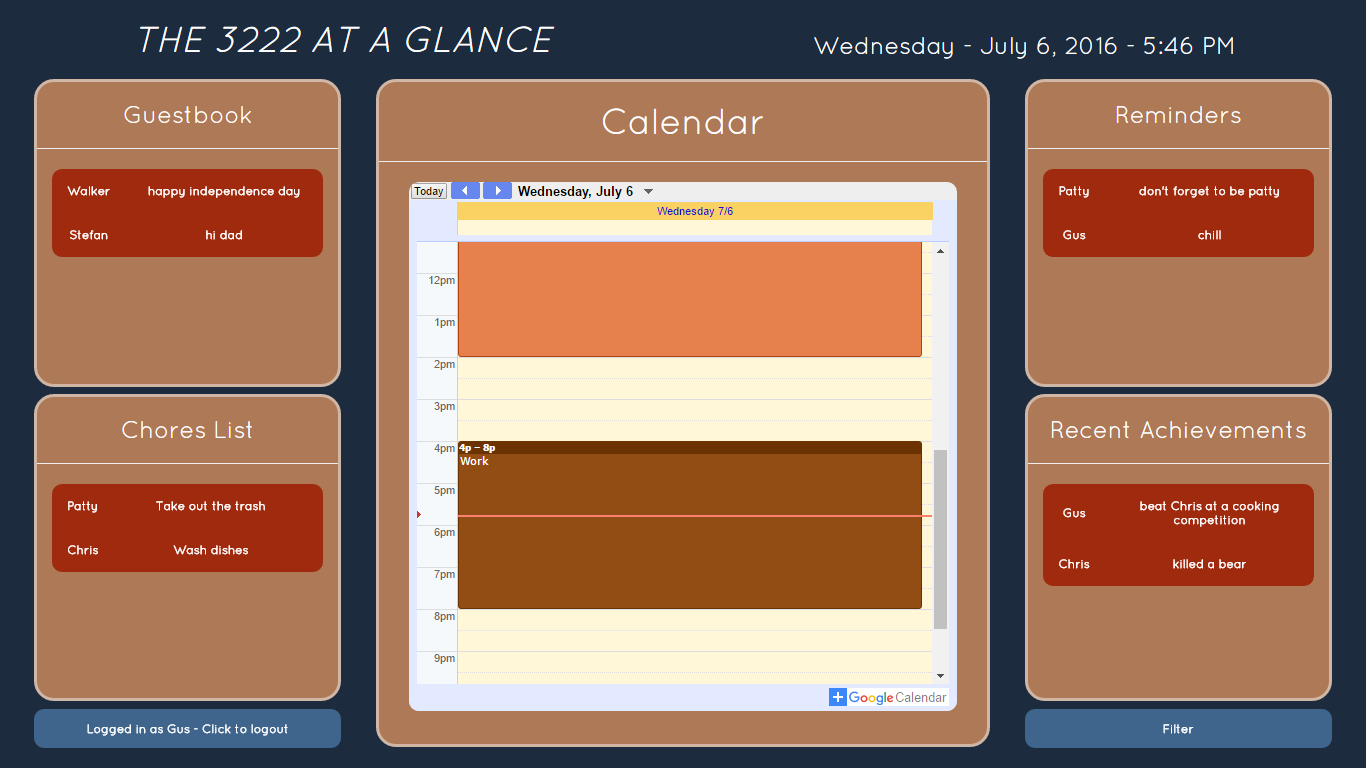 THE 3222 AT A GLANCE
Wednesday - July 6, 2016 - 5:46 PM
Guestbook
Walker happy independence day
Stefan hi dad
Chores List
Patty Take out the trash
Chris Wash dishes
Logged in as Gus - Click to logout
Calendar
Today Wednesday, July 6
Wednesday 7/6
12pm
1pm
2pm
3pm
4pm 4p – 8p
Work
5pm
6pm
7pm
8pm
9pm
Google Calendar
Reminders
Patty don't forget to be patty
Gus chill
Recent Achievements
Gus beat Chris at a cooking
competition
Chris killed a bear
Filter